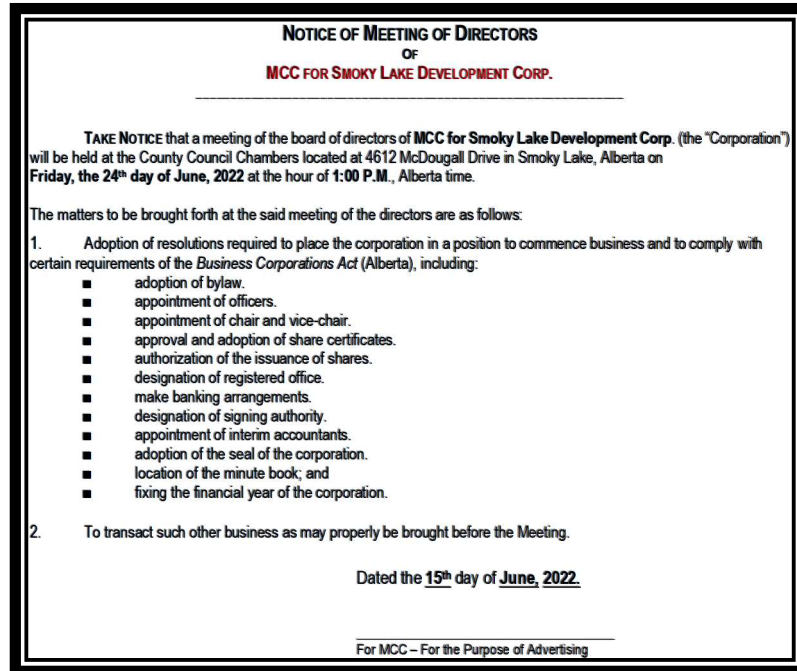 NOTICE OF MEETING OF DIRECTORS
OF
MCC FOR SMOKY LAKE DEVELOPMENT CORP.
TAKE NOTICE that a meeting of the board of directors of MCC for Smoky Lake Development Corp. (the “Corporation”)
will be held at the County Council Chambers located at 4612 McDougall Drive in Smoky Lake, Alberta on
Friday, the 24th day of June, 2022 at the hour of 1:00 P.M., Alberta time.
The matters to be brought forth at the said meeting of the directors are as follows:
1. Adoption of resolutions required to place the corporation in a position to commence business and to comply with
certain requirements of the Business Corporations Act (Alberta), including:
■ adoption of bylaw.
■ appointment of officers.
■ appointment of chair and vice-chair.
■ approval and adoption of share certificates.
■ authorization of the issuance of shares.
■ designation of registered office.
■ make banking arrangements.
■ designation of signing authority.
■ appointment of interim accountants.
■ adoption of the seal of the corporation.
■ location of the minute book; and
■ fixing the financial year of the corporation.
2. To transact such other business as may properly be brought before the Meeting.
Dated the 15th day of June, 2022.
For MCC – For the Purpose of Advertising